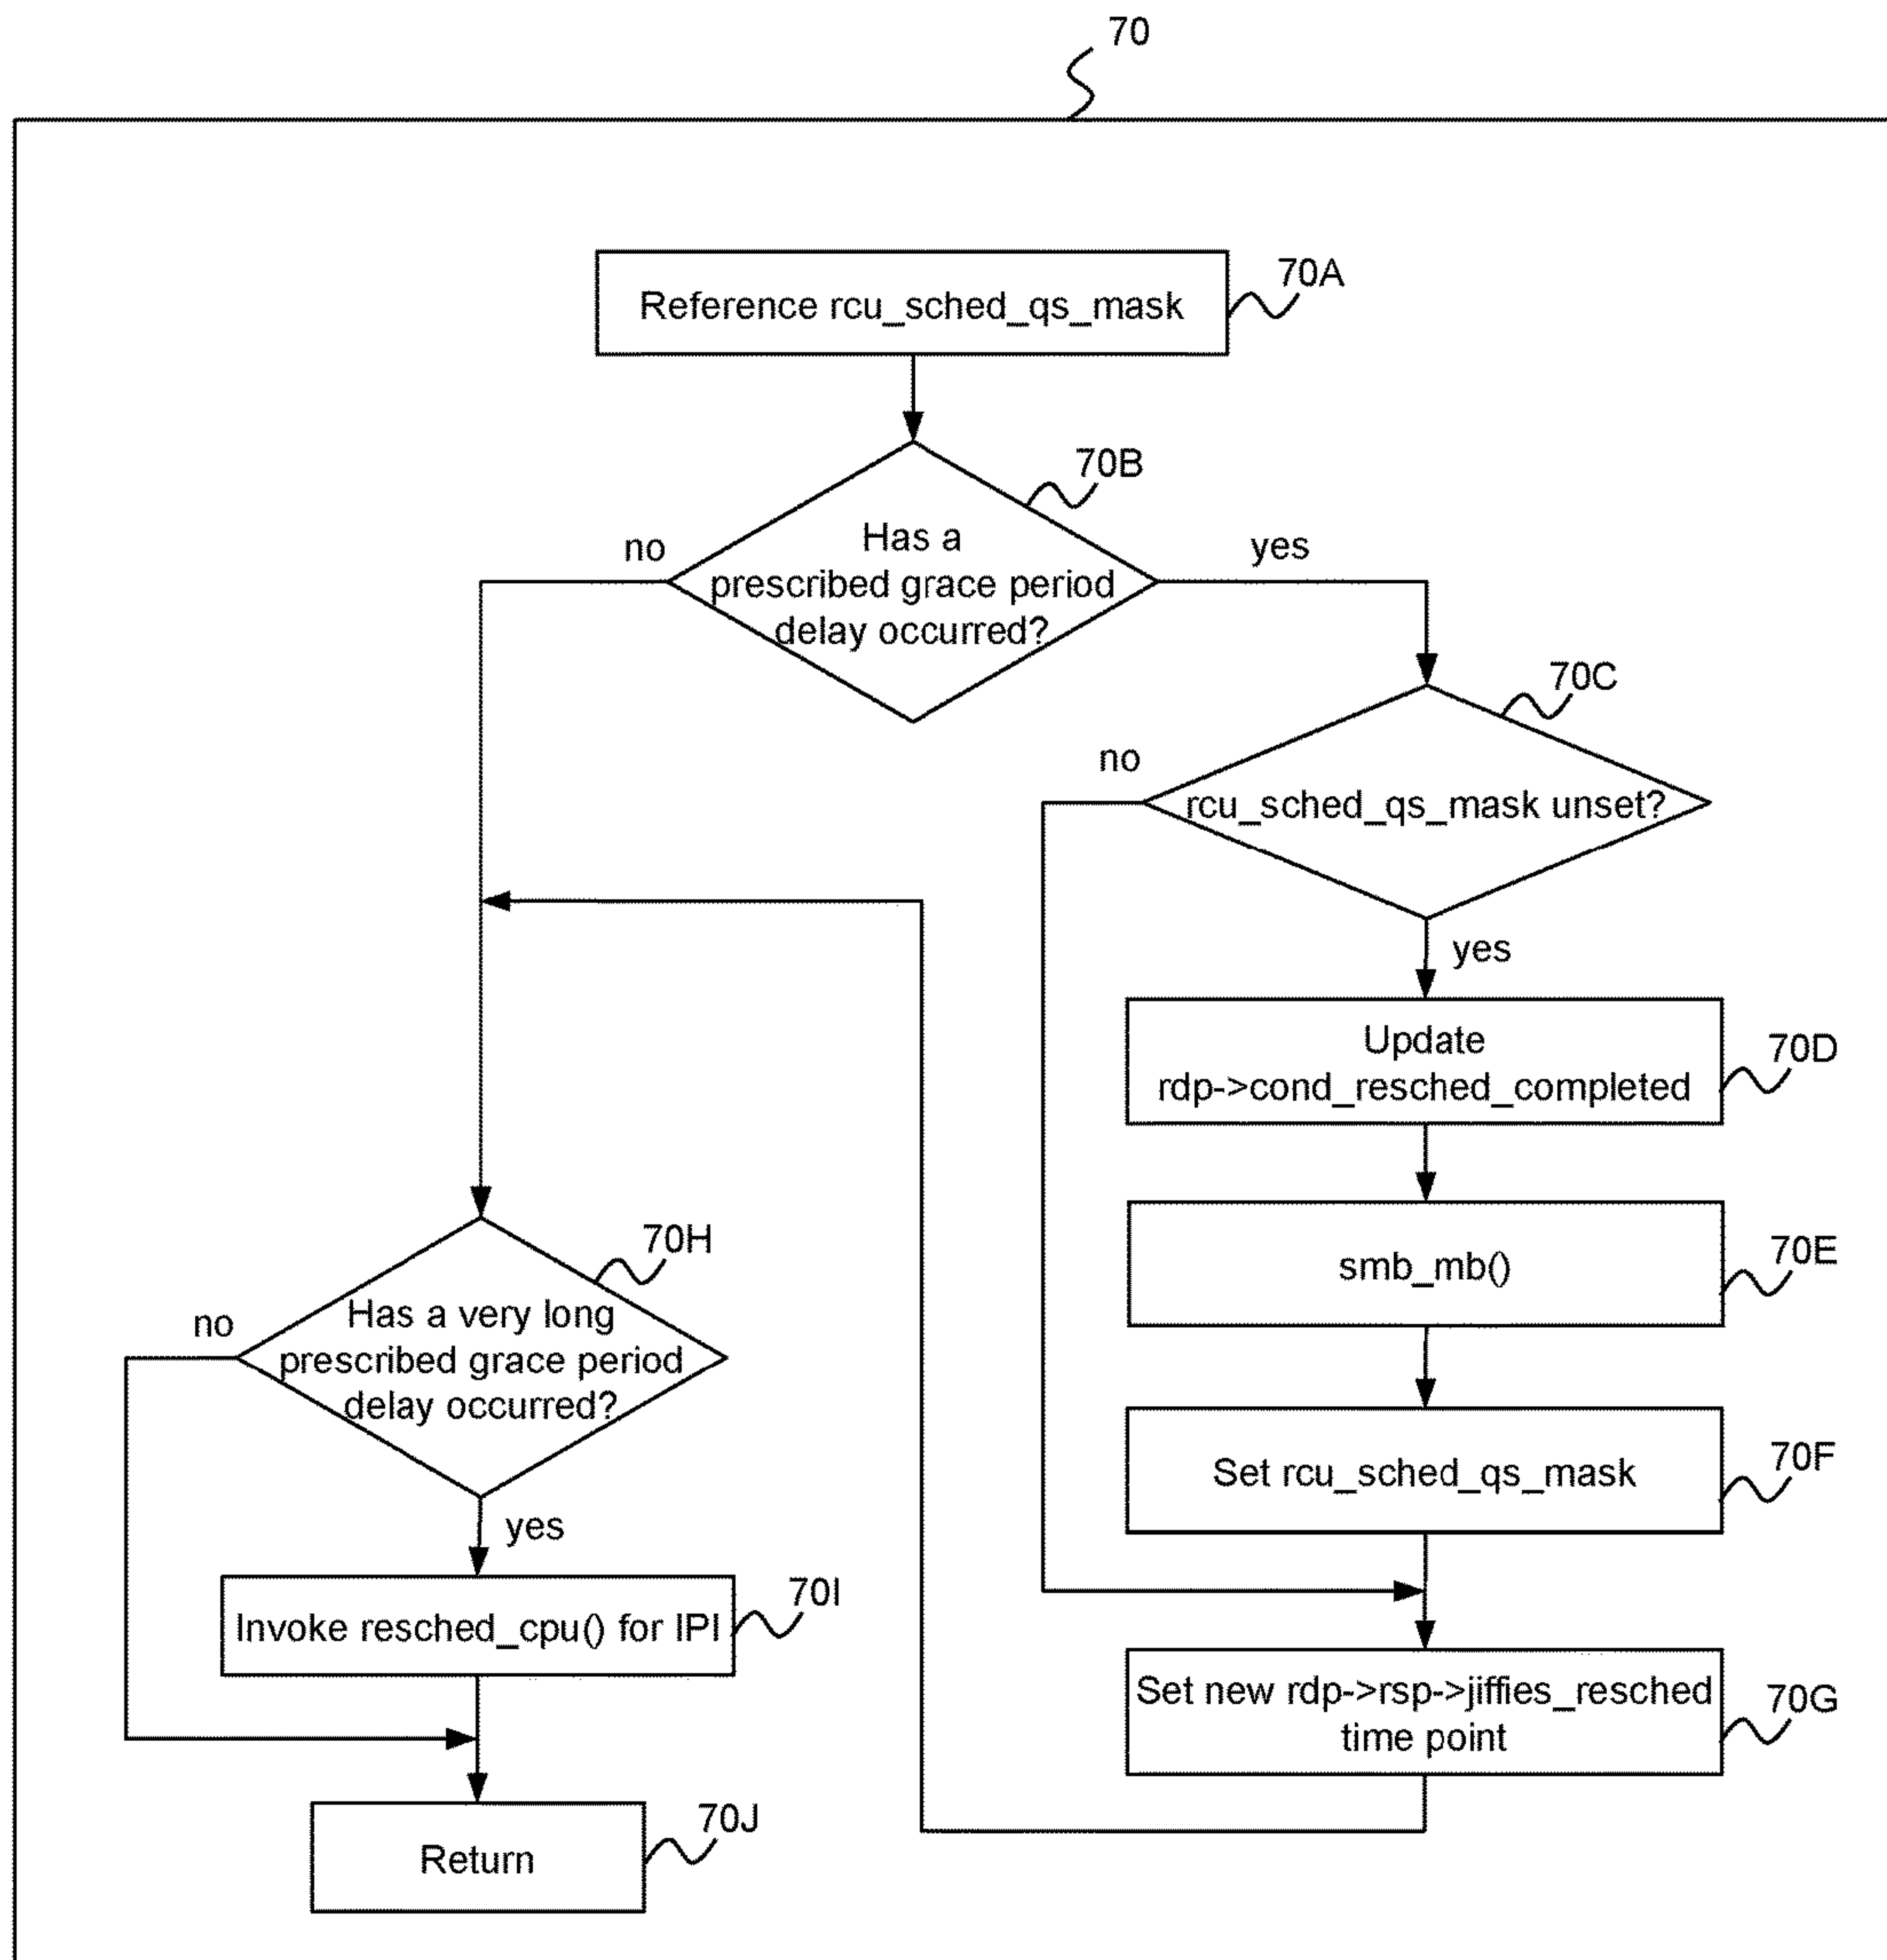 70
Reference rcu_sched_qs_mask
70A
70B
Has a
prescribed grace period
delay occurred?
no
yes
70C
rcu_sched_qs_mask unset?
no
yes
Update
rdp->cond_resched_completed
70D
smb_mb()
70E
Set rcu_sched_qs_mask
70F
Set new rdp->rsp->jiffies_resched
time point
70G
70H
Has a very long
prescribed grace period
delay occurred?
no
yes
Invoke resched_cpu() for IPI
70I
Return
70J